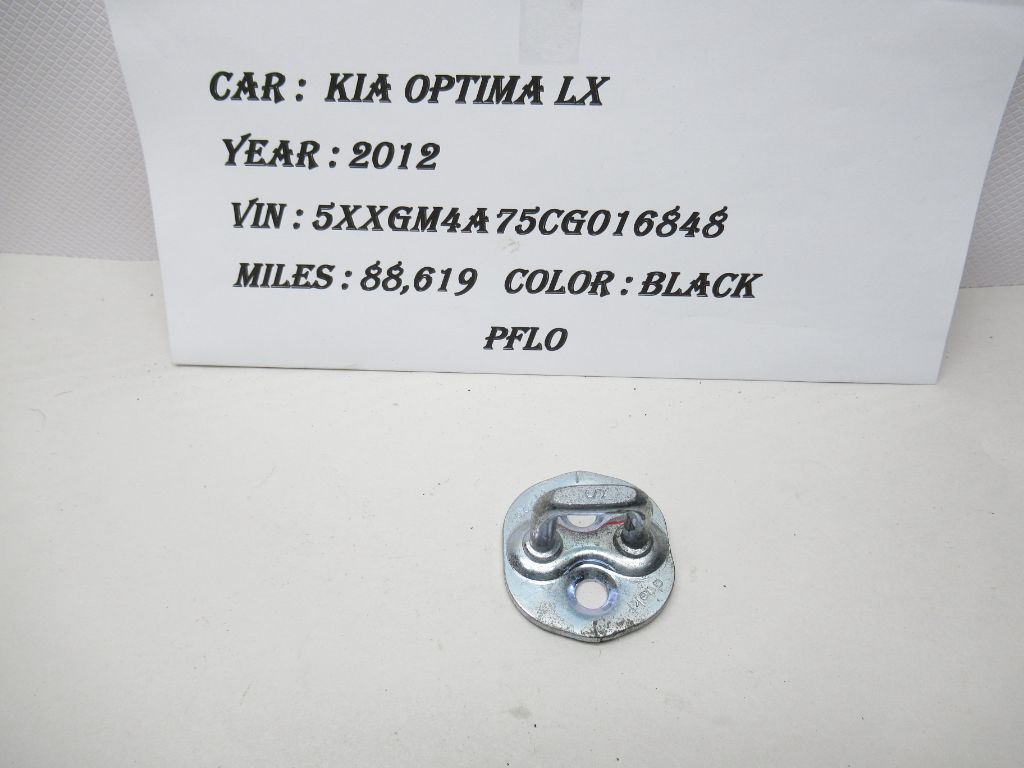 CAR : KIA OPTIMA LX
YEAR : 2012
VIN : 5XXGM4A75CG016848
MILES : 88,619 COLOR : BLACK
PFLO